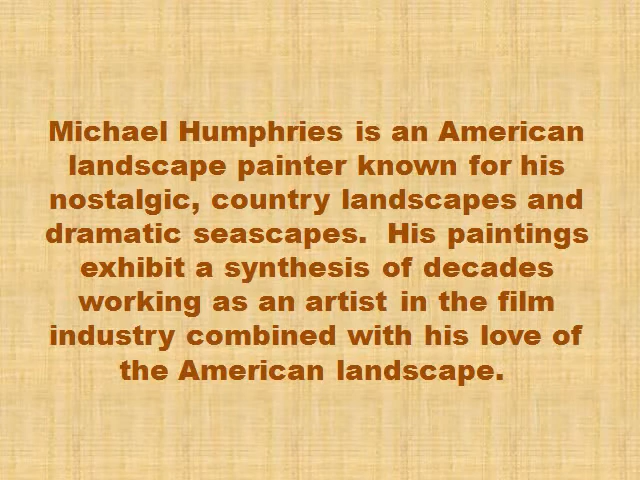 Michael Humphries is an American
landscape painter known for his
nostalgic, country landscapes and
dramatic seascapes.  His paintings
exhibit a synthesis of decades
working as an artist in the film
industry combined with his love of
the American landscape.